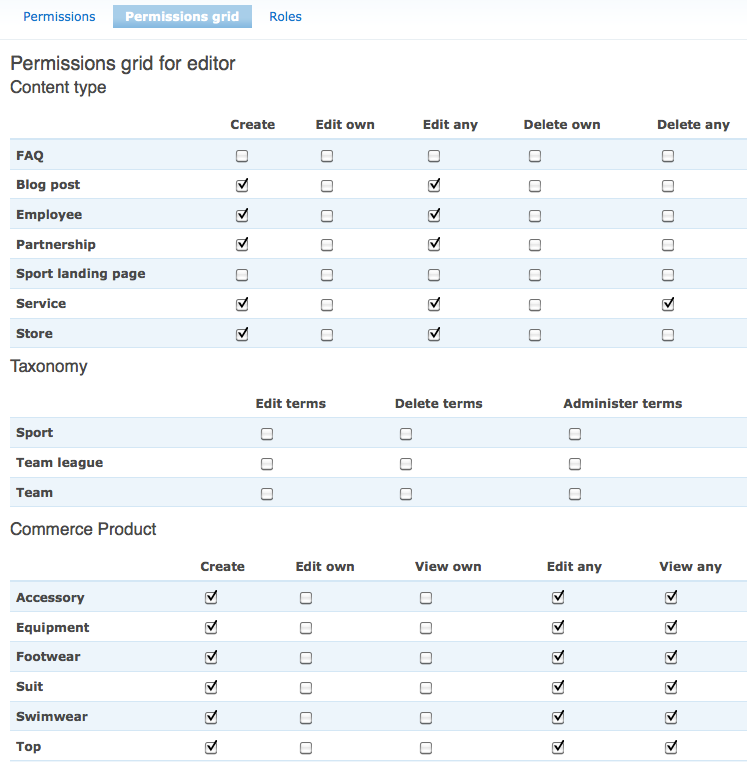 Permissions Permissions grid Roles
Permissions grid for editor
Content type
Create Edit own Edit any Delete own Delete any
FAQ
Blog post
Employee
Partnership
Sport landing page
Service
Store
Taxonomy
Edit terms Delete terms Administer terms
Sport
Team league
Team
Commerce Product
Create Edit own View own Edit any View any
Accessory
Equipment
Footwear
Suit
Swimwear
Top